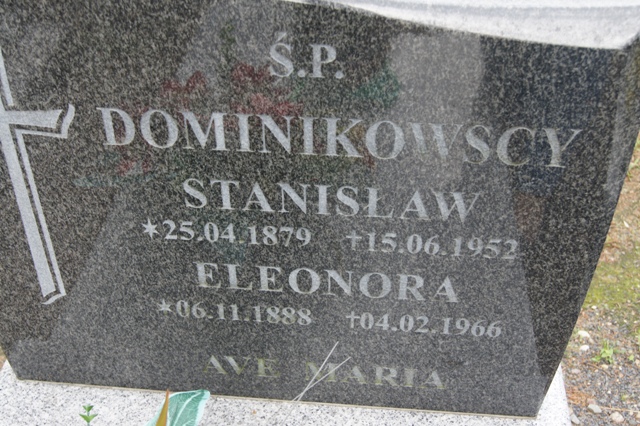 Ś.P.
DOMINIKOWSCY
STANISŁAW
*25.04.1879 †15.06.1952
ELEONORA
*06.11.1888 †04.02.1966
AVE MARIA